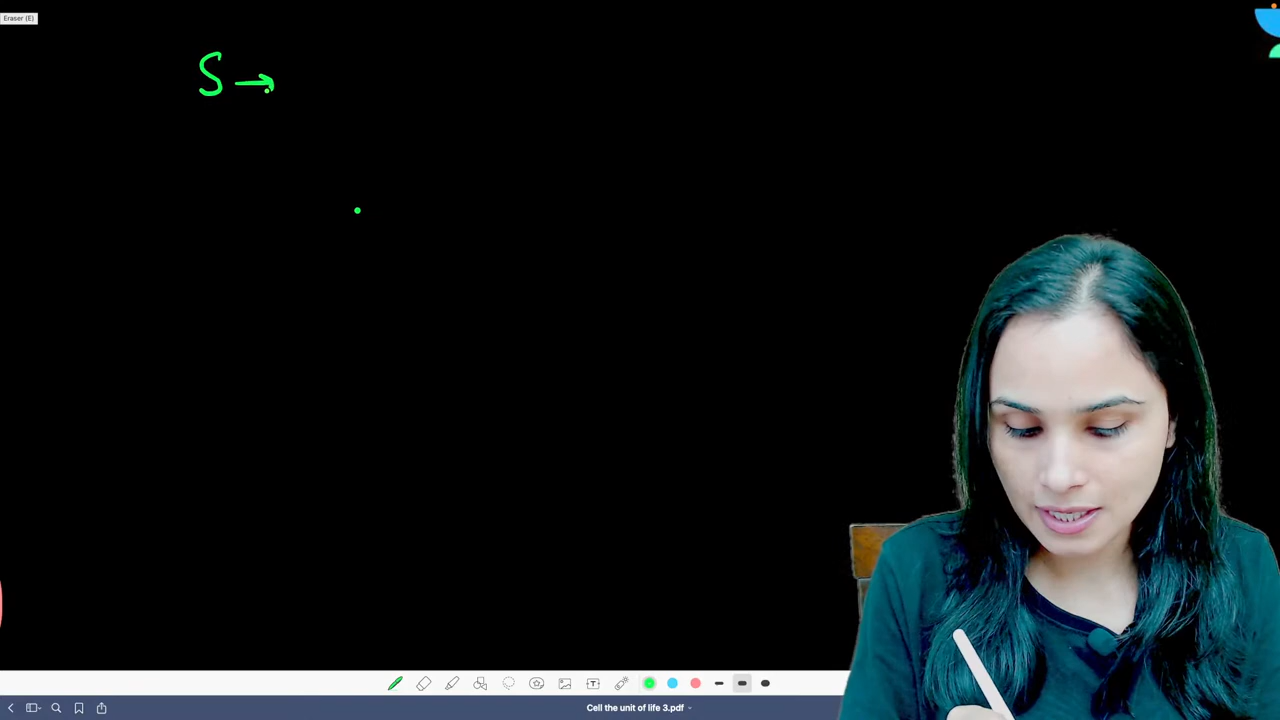 Eraser (E)
S →
Cell the unit of life 3.pdf